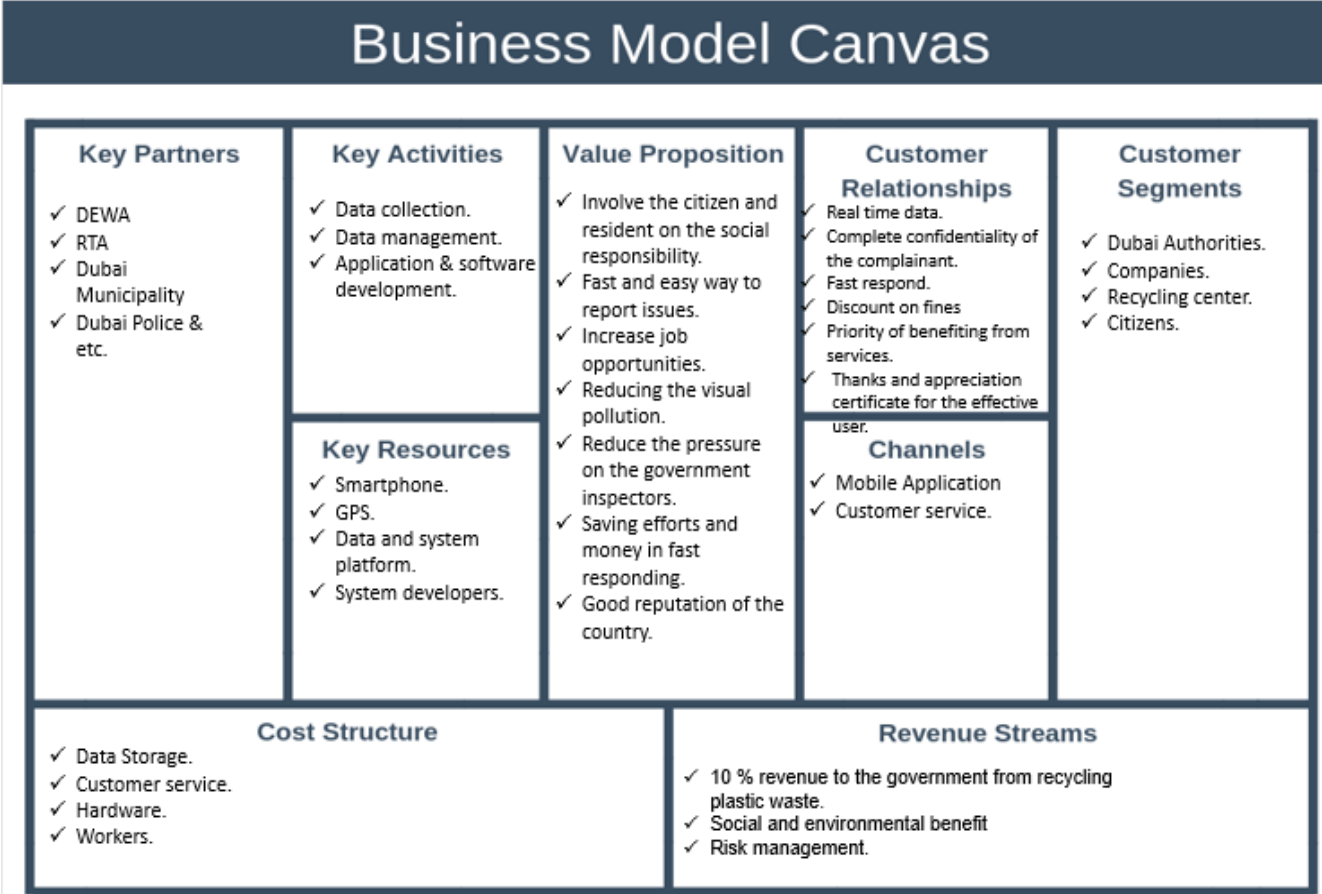 Business Model Canvas
Key Partners
✓ DEWA
✓ RTA
✓ Dubai
Municipality
✓ Dubai Police &
etc.
Key Activities
✓ Data collection.
✓ Data management.
✓ Application & software
development.
Key Resources
✓ Smartphone.
✓ GPS.
✓ Data and system
platform.
✓ System developers.
Value Proposition
✓ Involve the citizen and
resident on the social
responsibility.
✓ Fast and easy way to
report issues.
✓ Increase job
opportunities.
✓ Reducing the visual
pollution.
✓ Reduce the pressure
on the government
inspectors.
✓ Saving efforts and
money in fast
responding.
✓ Good reputation of the
country.
Customer
Relationships
✓ Real time data.
✓ Complete confidentiality of
the complainant.
✓ Fast respond.
✓ Discount on fines
✓ Priority of benefiting from
services.
✓ Thanks and appreciation
certificate for the effective
user.
Channels
✓ Mobile Application
✓ Customer service.
Customer
Segments
✓ Dubai Authorities.
✓ Companies.
✓ Recycling center.
✓ Citizens.
Cost Structure
✓ Data Storage.
✓ Customer service.
✓ Hardware.
✓ Workers.
Revenue Streams
✓ 10 % revenue to the government from recycling
plastic waste.
✓ Social and environmental benefit
✓ Risk management.